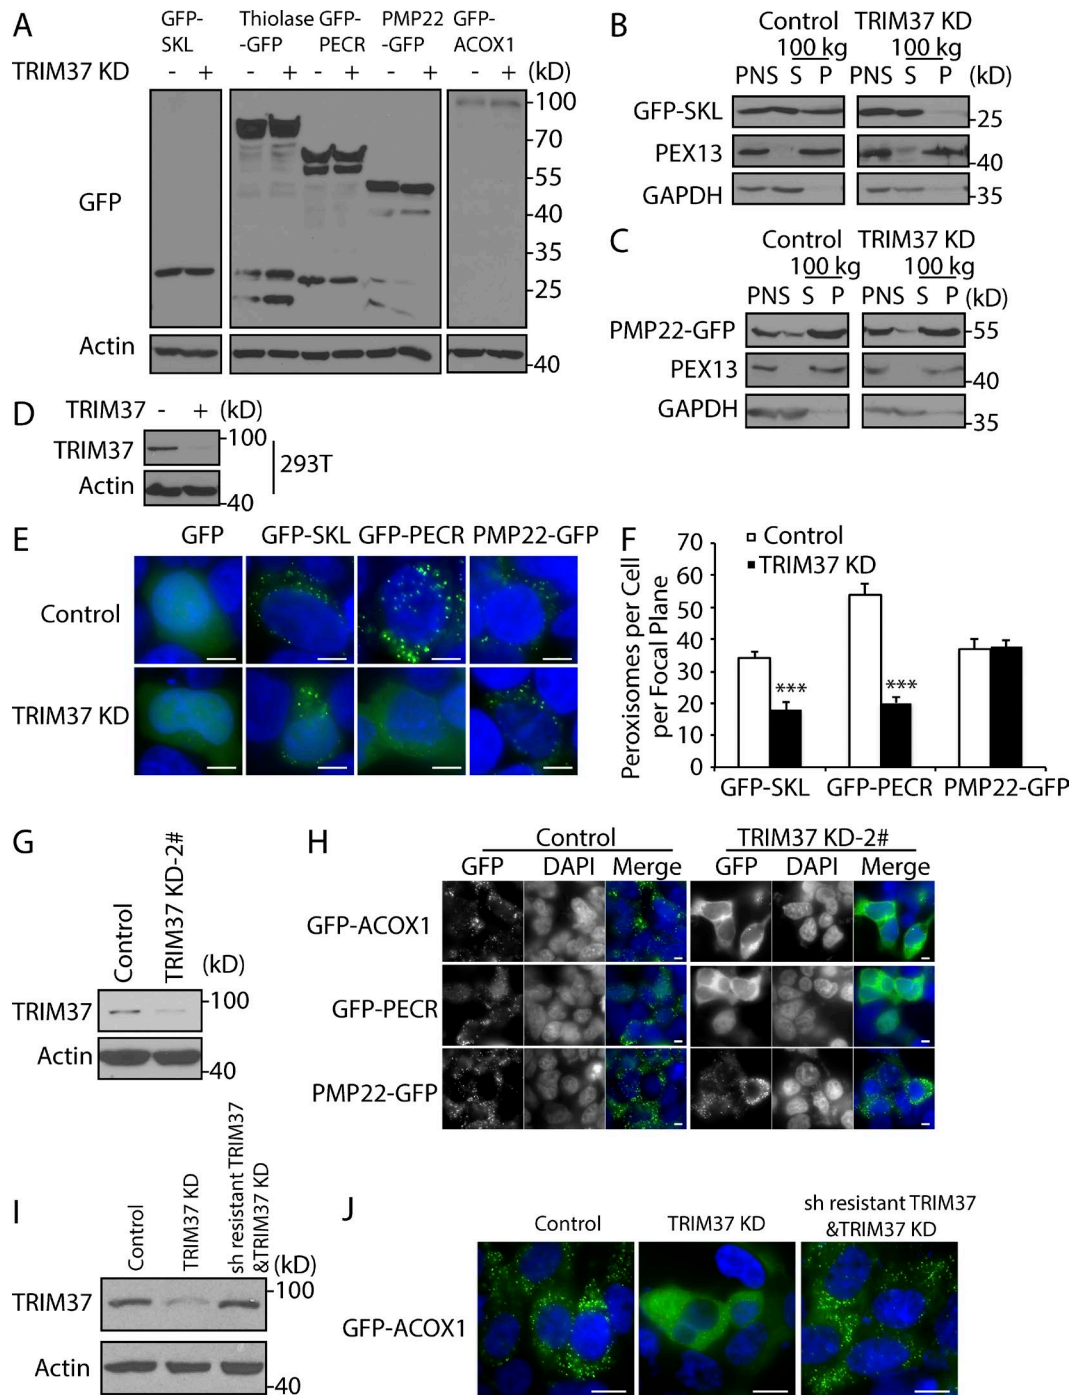 A
GFP-SKL
Thiolase-GFP
GFP-PECR
PMP22-GFP
GFP-ACOX1
TRIM37 KD - + - + - + - + - + (kD)
GFP
100
70
55
40
35
25
Actin
40
B
Control TRIM37 KD
100 kg 100 kg
PNS S P PNS S P (kD)
GFP-SKL
25
PEX13
40
GAPDH
35
C
Control TRIM37 KD
100 kg 100 kg
PNS S P PNS S P (kD)
PMP22-GFP
55
PEX13
40
GAPDH
35
D
TRIM37 - + (kD)
TRIM37
100
Actin
40
293T
E
GFP GFP-SKL GFP-PECR PMP22-GFP
Control
TRIM37 KD
F
Control
TRIM37 KD
Peroxisomes per Cell
per Focal Plane
70
60
50
40
30
20
10
0
***
***
GFP-SKL GFP-PECR PMP22-GFP
G
Control
TRIM37 KD-2#
(kD)
TRIM37
100
Actin
40
H
Control TRIM37 KD-2#
GFP DAPI Merge GFP DAPI Merge
GFP-ACOX1
GFP-PECR
PMP22-GFP
I
Control
TRIM37 KD
sh resistant TRIM37
&TRIM37 KD
(kD)
TRIM37
100
Actin
40
J
Control
TRIM37 KD
sh resistant TRIM37
&TRIM37 KD
GFP-ACOX1